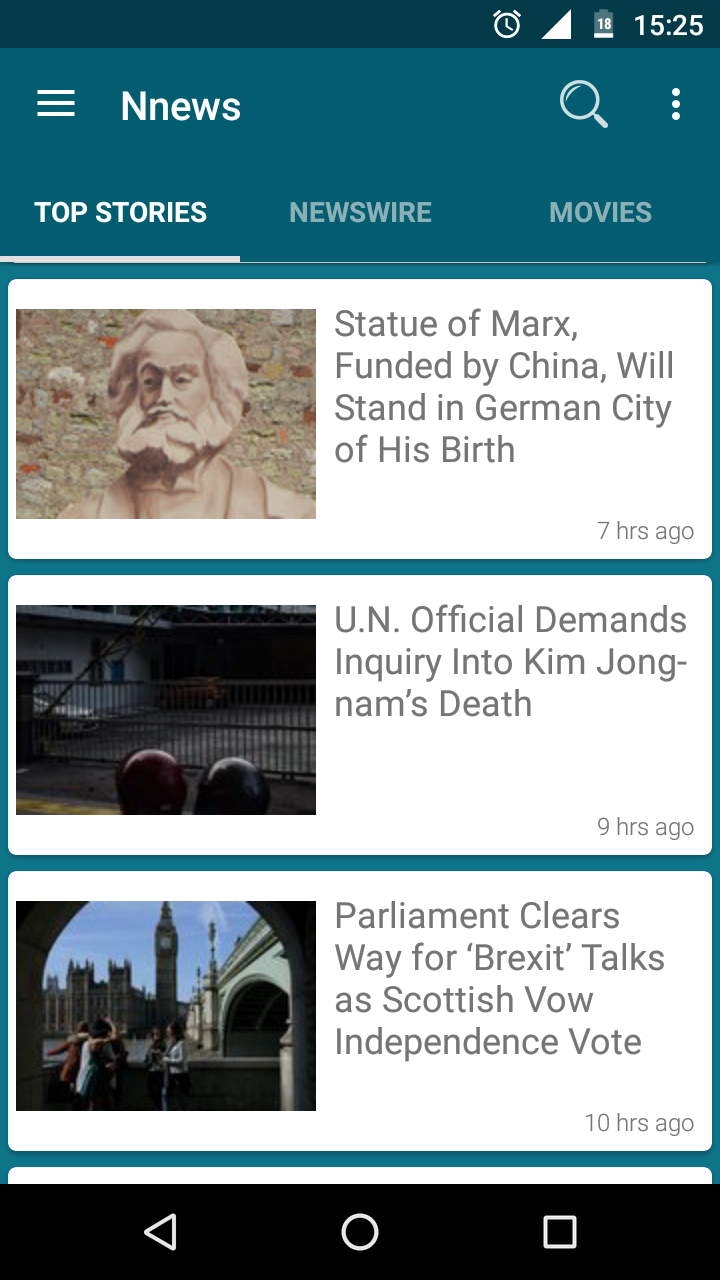 18 15:25
Nnews
TOP STORIES NEWSWIRE MOVIES
Statue of Marx,
Funded by China, Will
Stand in German City
of His Birth
7 hrs ago
U.N. Official Demands
Inquiry Into Kim Jong-
nam’s Death
9 hrs ago
Parliament Clears
Way for ‘Brexit’ Talks
as Scottish Vow
Independence Vote
10 hrs ago